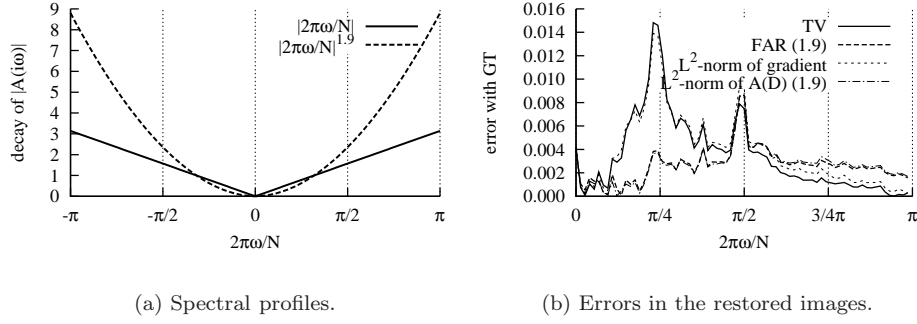 9
8
7
6
5
4
3
2
1
0
decay of |A(iω)|
-π
-π/2
0
π/2
π
2πω/N
|2πω/N|
|2πω/N|^1.9
(a) Spectral profiles.
0.016
0.014
0.012
0.010
0.008
0.006
0.004
0.002
0.000
error with GT
0
π/4
π/2
3/4π
π
2πω/N
TV
FAR (1.9)
L²-norm of gradient
L²-norm of A(D) (1.9)
(b) Errors in the restored images.